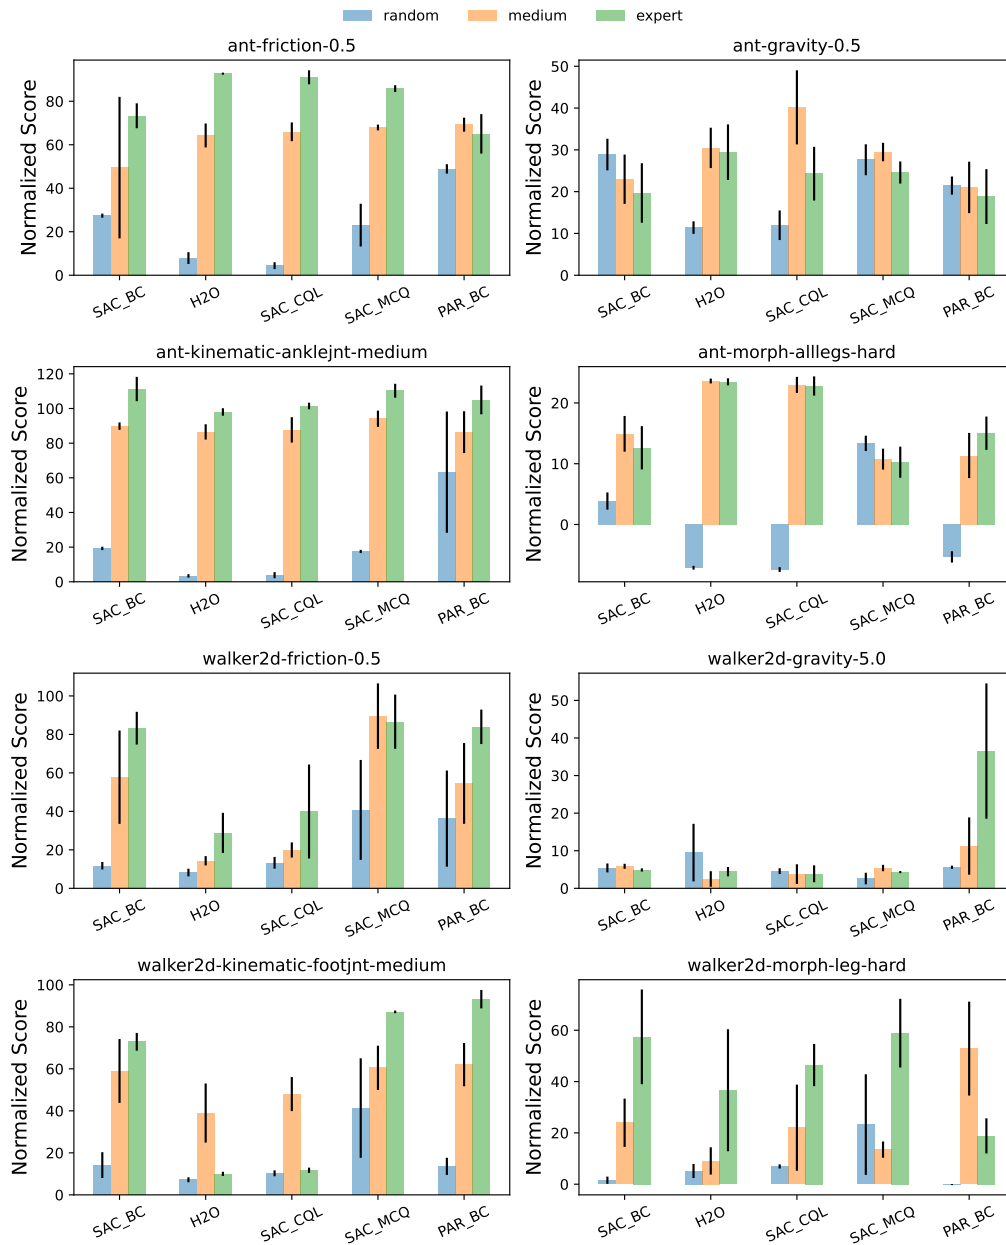 random medium expert
ant-friction-0.5
Normalized Score
80
60
40
20
0
SAC_BC H2O SAC_CQL SAC_MCQ PAR_BC
ant-gravity-0.5
Normalized Score
50
40
30
20
10
0
SAC_BC H2O SAC_CQL SAC_MCQ PAR_BC
ant-kinematic-anklejnt-medium
Normalized Score
120
100
80
60
40
20
0
SAC_BC H2O SAC_CQL SAC_MCQ PAR_BC
ant-morph-alllegs-hard
Normalized Score
20
10
0
SAC_BC H2O SAC_CQL SAC_MCQ PAR_BC
walker2d-friction-0.5
Normalized Score
100
80
60
40
20
0
SAC_BC H2O SAC_CQL SAC_MCQ PAR_BC
walker2d-gravity-5.0
Normalized Score
50
40
30
20
10
0
SAC_BC H2O SAC_CQL SAC_MCQ PAR_BC
walker2d-kinematic-footjnt-medium
Normalized Score
100
80
60
40
20
0
SAC_BC H2O SAC_CQL SAC_MCQ PAR_BC
walker2d-morph-leg-hard
Normalized Score
60
40
20
0
SAC_BC H2O SAC_CQL SAC_MCQ PAR_BC